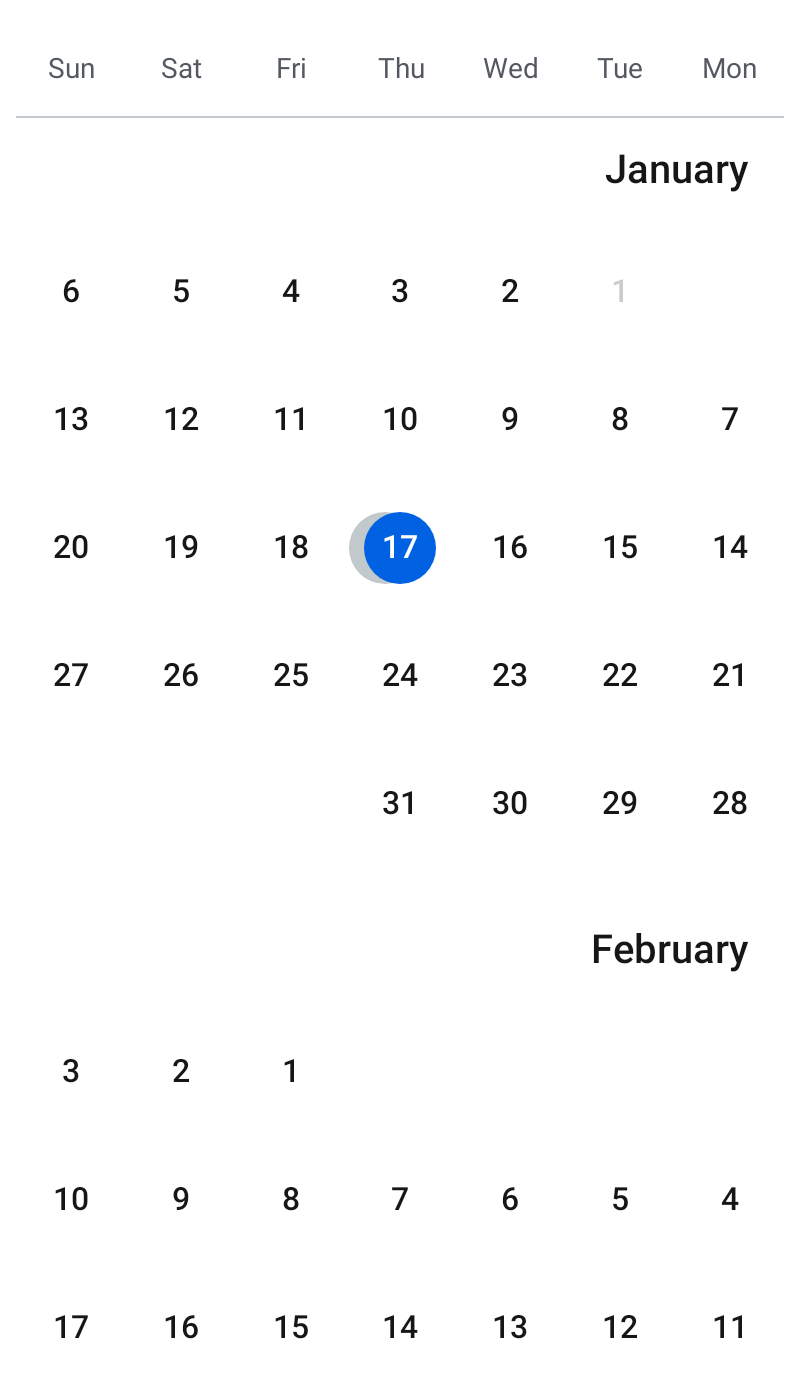 Sun Sat Fri Thu Wed Tue Mon
January
6 5 4 3 2 1
13 12 11 10 9 8 7
20 19 18 17 16 15 14
27 26 25 24 23 22 21
31 30 29 28
February
3 2 1
10 9 8 7 6 5 4
17 16 15 14 13 12 11